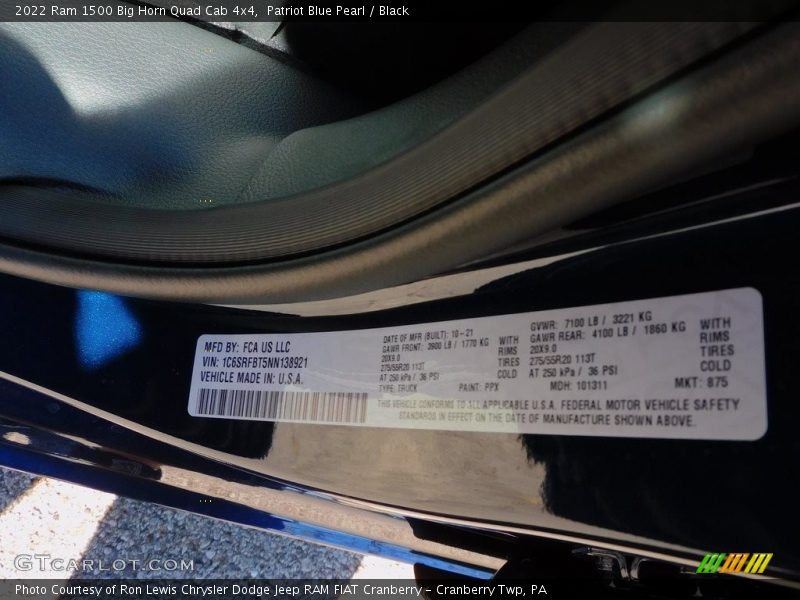 2022 Ram 1500 Big Horn Quad Cab 4x4, Patriot Blue Pearl / Black
MFD BY: FCA US LLC
VIN: 1C6SRFBT5NN138921
VEHICLE MADE IN: U.S.A.
DATE OF MFR (BUILT): 10-21
GAWR FRONT: 3900 LB / 1770 KG WITH
20X9.0 RIMS
275/55R20 113T TIRES
AT 250 kPa / 36 PSI COLD
TYPE: TRUCK PAINT: PPX
GVWR: 7100 LB / 3221 KG
GAWR REAR: 4100 LB / 1860 KG WITH
20X9.0 RIMS
275/55R20 113T TIRES
AT 250 kPa / 36 PSI COLD
MDH: 101311 MKT: 875
THIS VEHICLE CONFORMS TO ALL APPLICABLE U.S.A. FEDERAL MOTOR VEHICLE SAFETY
STANDARDS IN EFFECT ON THE DATE OF MANUFACTURE SHOWN ABOVE.
GTCARLOT.COM
Photo Courtesy of Ron Lewis Chrysler Dodge Jeep RAM FIAT Cranberry - Cranberry Twp, PA